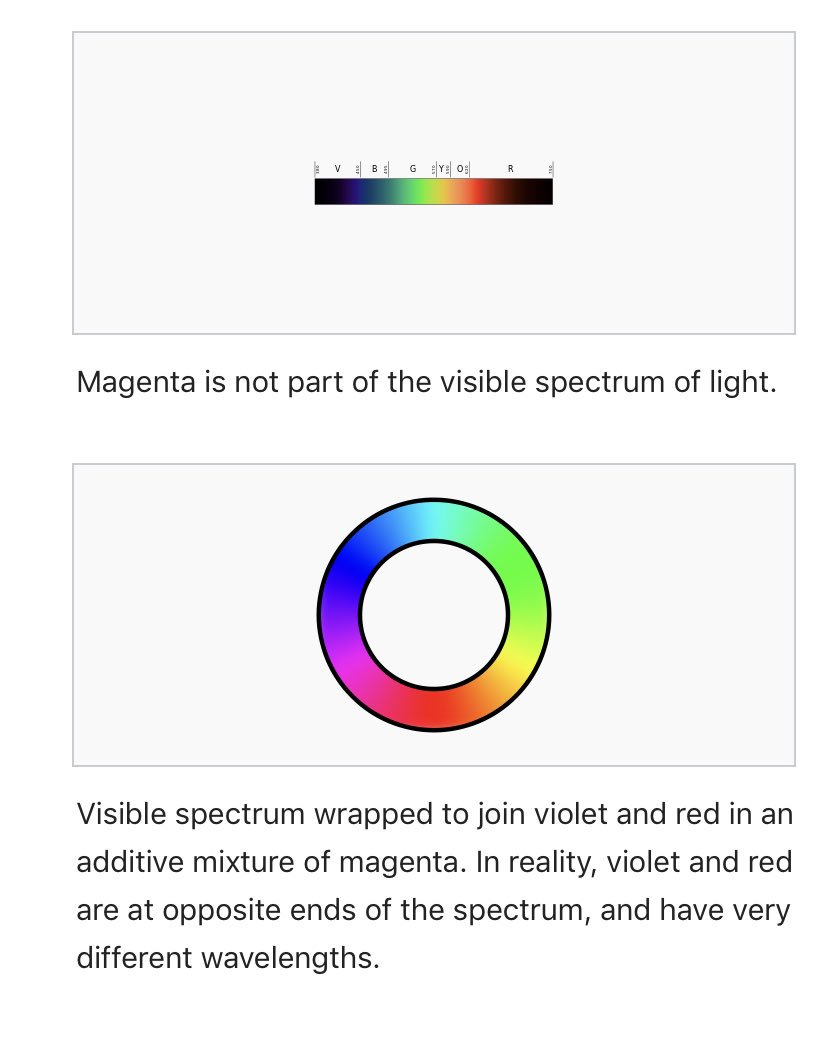 V B G Y O R
Magenta is not part of the visible spectrum of light.
Visible spectrum wrapped to join violet and red in an
additive mixture of magenta. In reality, violet and red
are at opposite ends of the spectrum, and have very
different wavelengths.